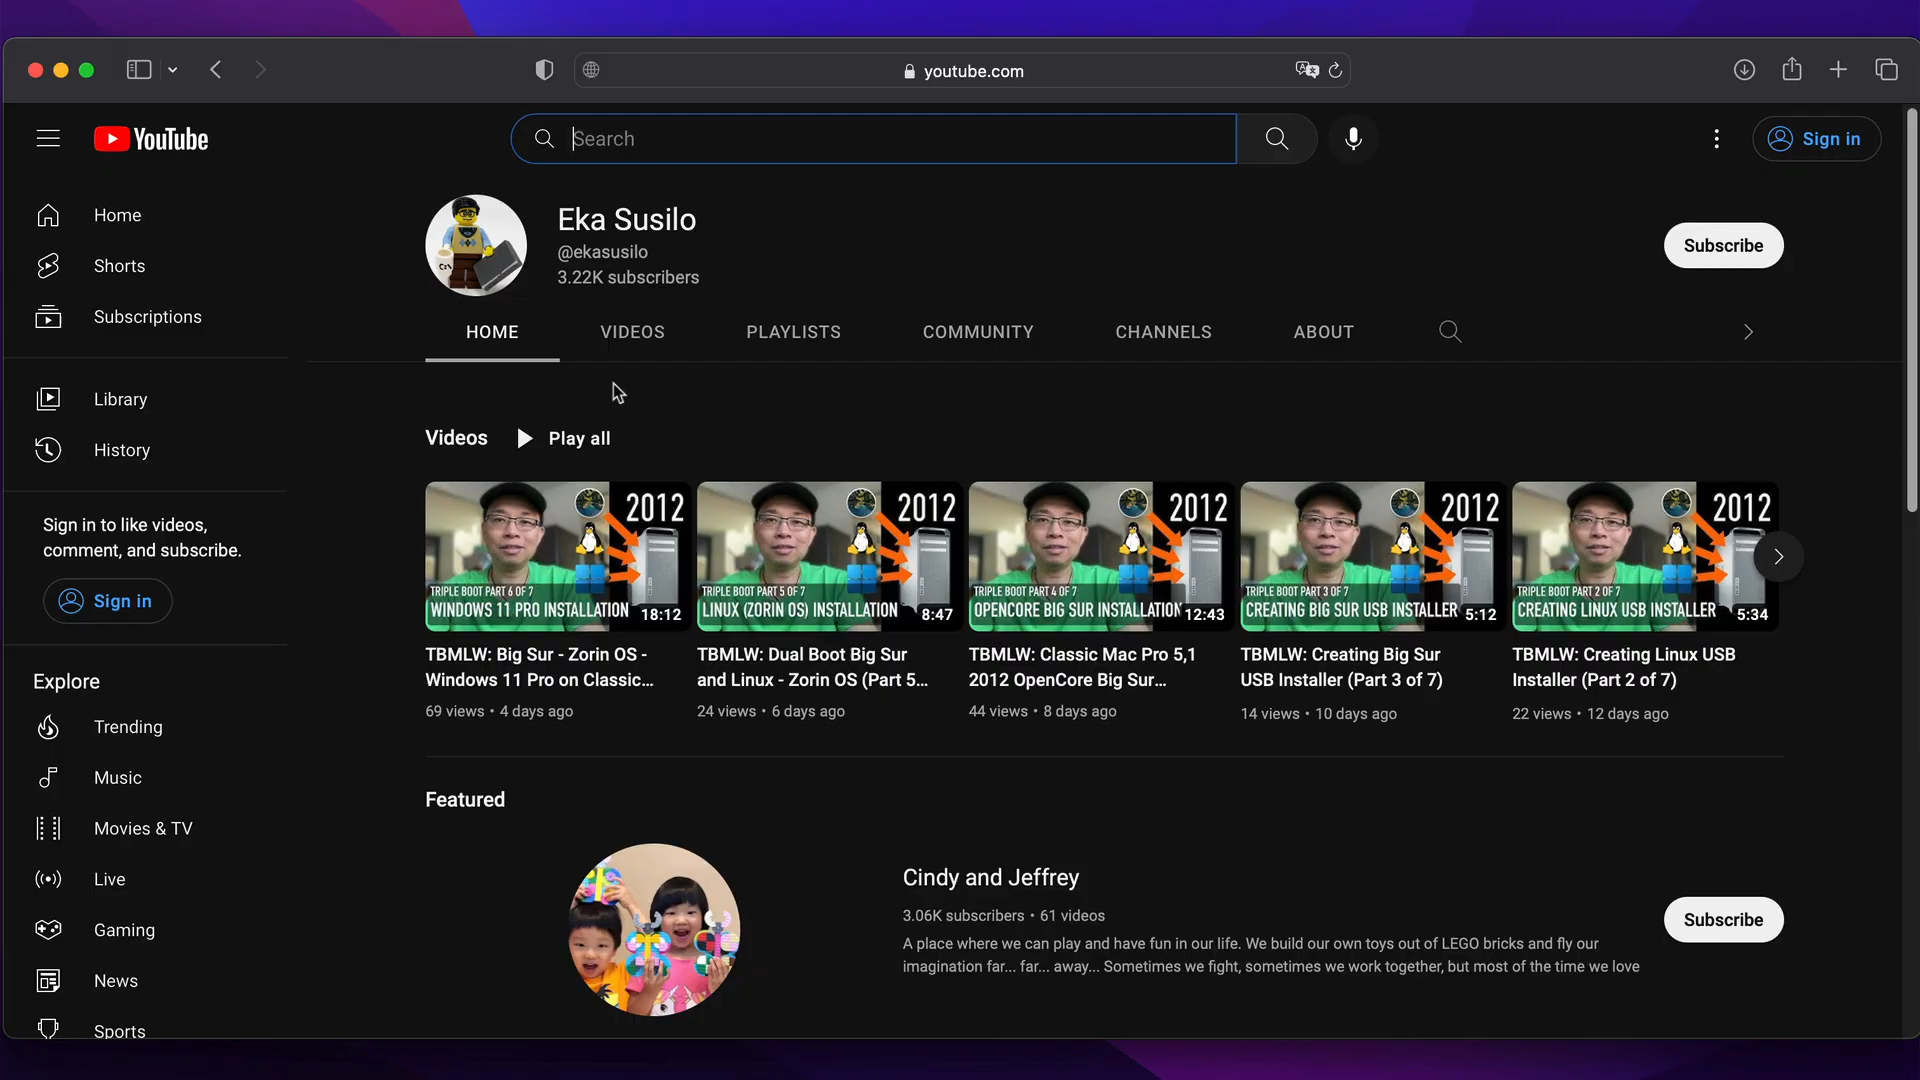 youtube.com
YouTube
Search
Sign in
Home
Shorts
Subscriptions
Library
History
Sign in to like videos,
comment, and subscribe.
Sign in
Explore
Trending
Music
Movies & TV
Live
Gaming
News
Sports
Eka Susilo
@ekasusilo
3.22K subscribers
Subscribe
HOME
VIDEOS
PLAYLISTS
COMMUNITY
CHANNELS
ABOUT
Videos
Play all
2012
TRIPLE BOOT PART 6 OF 7
WINDOWS 11 PRO INSTALLATION
18:12
TBMLW: Big Sur - Zorin OS -
Windows 11 Pro on Classic...
69 views • 4 days ago
2012
TRIPLE BOOT PART 5 OF 7
LINUX (ZORIN OS) INSTALLATION
8:47
TBMLW: Dual Boot Big Sur
and Linux - Zorin OS (Part 5...
24 views • 6 days ago
2012
TRIPLE BOOT PART 4 OF 7
OPENCORE BIG SUR INSTALLATION
12:43
TBMLW: Classic Mac Pro 5,1
2012 OpenCore Big Sur...
44 views • 8 days ago
2012
TRIPLE BOOT PART 3 OF 7
CREATING BIG SUR USB INSTALLER
5:12
TBMLW: Creating Big Sur
USB Installer (Part 3 of 7)
14 views • 10 days ago
2012
TRIPLE BOOT PART 2 OF 7
CREATING LINUX USB INSTALLER
5:34
TBMLW: Creating Linux USB
Installer (Part 2 of 7)
22 views • 12 days ago
Featured
Cindy and Jeffrey
3.06K subscribers • 61 videos
A place where we can play and have fun in our life. We build our own toys out of LEGO bricks and fly our
imagination far... far... away... Sometimes we fight, sometimes we work together, but most of the time we love
Subscribe